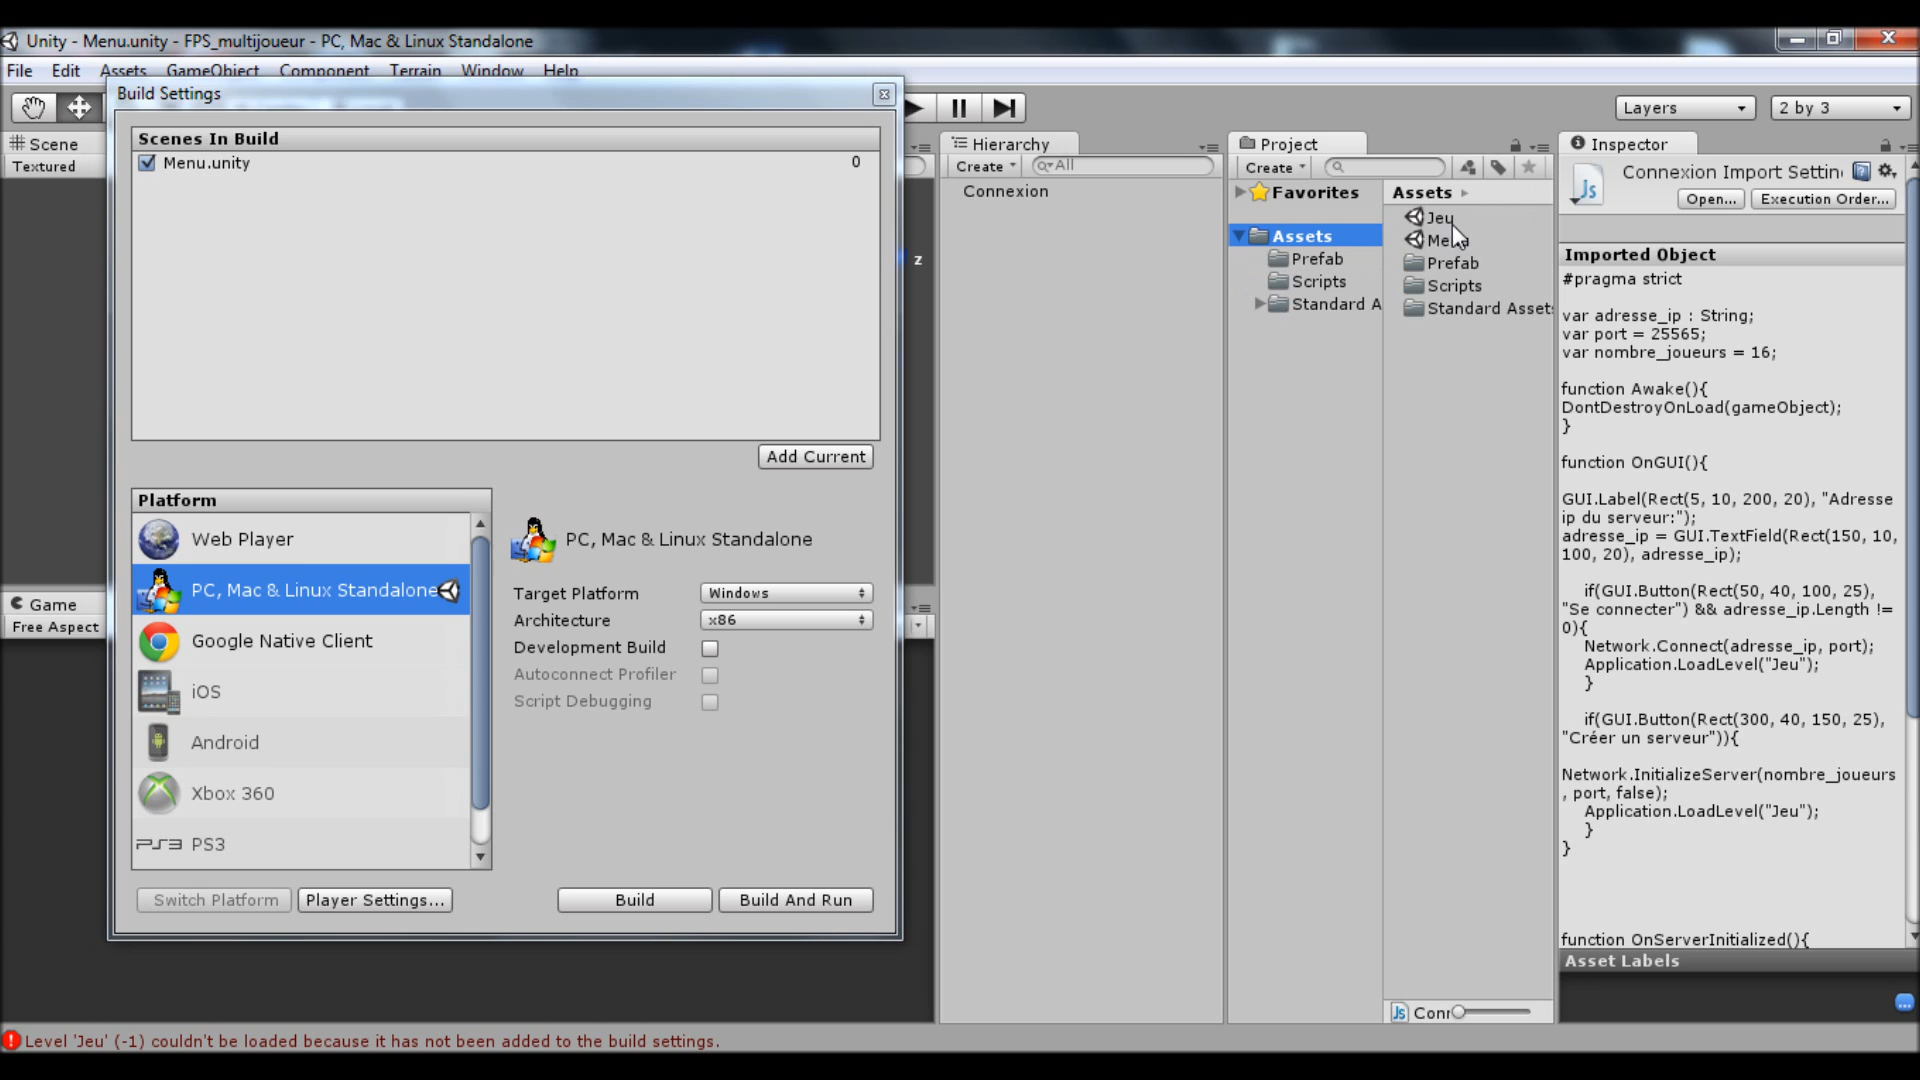 Unity - Menu.unity - FPS_multijoueur - PC, Mac & Linux Standalone
File Edit Assets GameObject Component Terrain Window Help
Build Settings
Scenes In Build
Menu.unity 0
Add Current
Platform
Web Player
PC, Mac & Linux Standalone
Google Native Client
iOS
Android
Xbox 360
PS3 PS3
PC, Mac & Linux Standalone
Target Platform Windows
Architecture x86
Development Build
Autoconnect Profiler
Script Debugging
Switch Platform Player Settings... Build Build And Run
Scene
Textured
z
Game
Free Aspect
Layers 2 by 3
Hierarchy
Create All
Connexion
Project
Create
Favorites
Assets
Prefab
Scripts
Standard A
Assets
Jeu
Prefab
Scripts
Standard Assets
Js
Inspector
Js
Connexion Import Settin
Open... Execution Order...
Imported Object
#pragma strict
var adresse_ip : String;
var port = 25565;
var nombre_joueurs = 16;
function Awake(){
DontDestroyOnLoad(gameObject);
}
function OnGUI(){
GUI.Label(Rect(5, 10, 200, 20), "Adresse
ip du serveur:");
adresse_ip = GUI.TextField(Rect(150, 10,
100, 20), adresse_ip);
if(GUI.Button(Rect(50, 40, 100, 25),
"Se connecter") && adresse_ip.Length !=
0){
Network.Connect(adresse_ip, port);
Application.LoadLevel("Jeu");
}
if(GUI.Button(Rect(300, 40, 150, 25),
"Créer un serveur")){
Network.InitializeServer(nombre_joueurs
, port, false);
Application.LoadLevel("Jeu");
}
}
function OnServerInitialized(){
Asset Labels
Level 'Jeu' (-1) couldn't be loaded because it has not been added to the build settings.